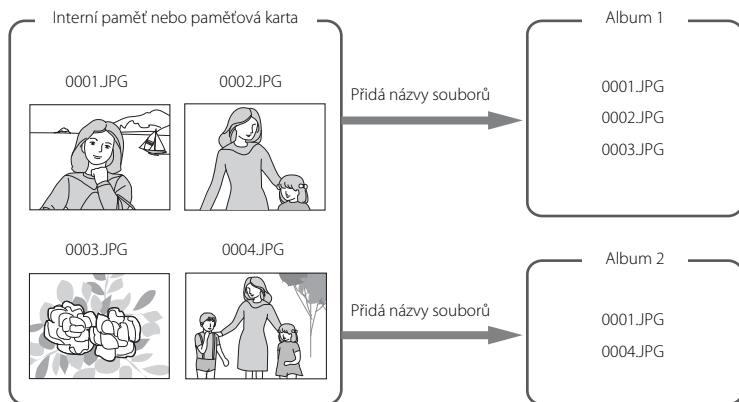 Interní paměť nebo paměťová karta
0001.JPG
0002.JPG
0003.JPG
0004.JPG
Přidá názvy souborů
Přidá názvy souborů
Album 1
0001.JPG
0002.JPG
0003.JPG
Album 2
0001.JPG
0004.JPG